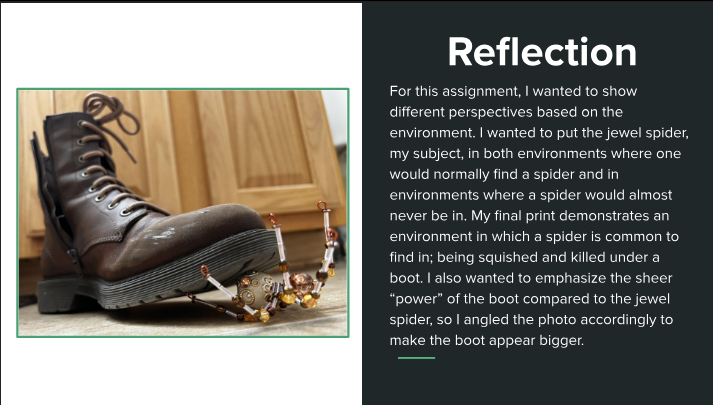 Reflection
For this assignment, I wanted to show
different perspectives based on the
environment. I wanted to put the jewel spider,
my subject, in both environments where one
would normally find a spider and in
environments where a spider would almost
never be in. My final print demonstrates an
environment in which a spider is common to
find in; being squished and killed under a
boot. I also wanted to emphasize the sheer
“power” of the boot compared to the jewel
spider, so I angled the photo accordingly to
make the boot appear bigger.